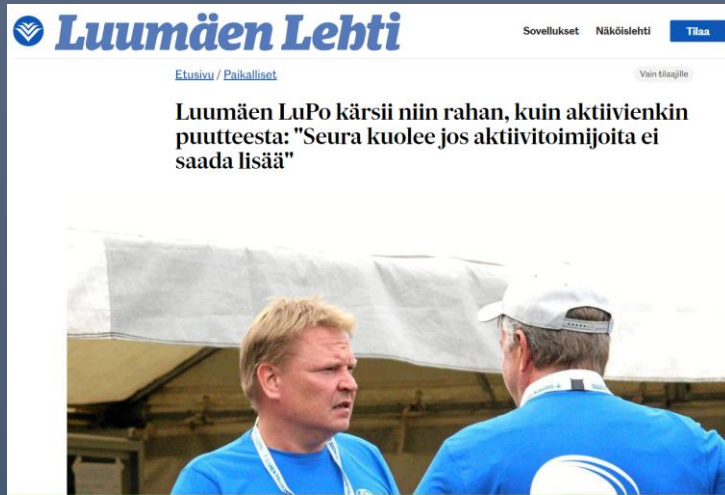 Luumäen Lehti
Sovellukset Näköislehti Tilaa
Etusivu / Paikalliset
Vain tilaajille
Luumäen LuPo kärsii niin rahan, kuin aktiivienkin
puutteesta: "Seura kuolee jos aktiivitoimijoita ei
saada lisää"